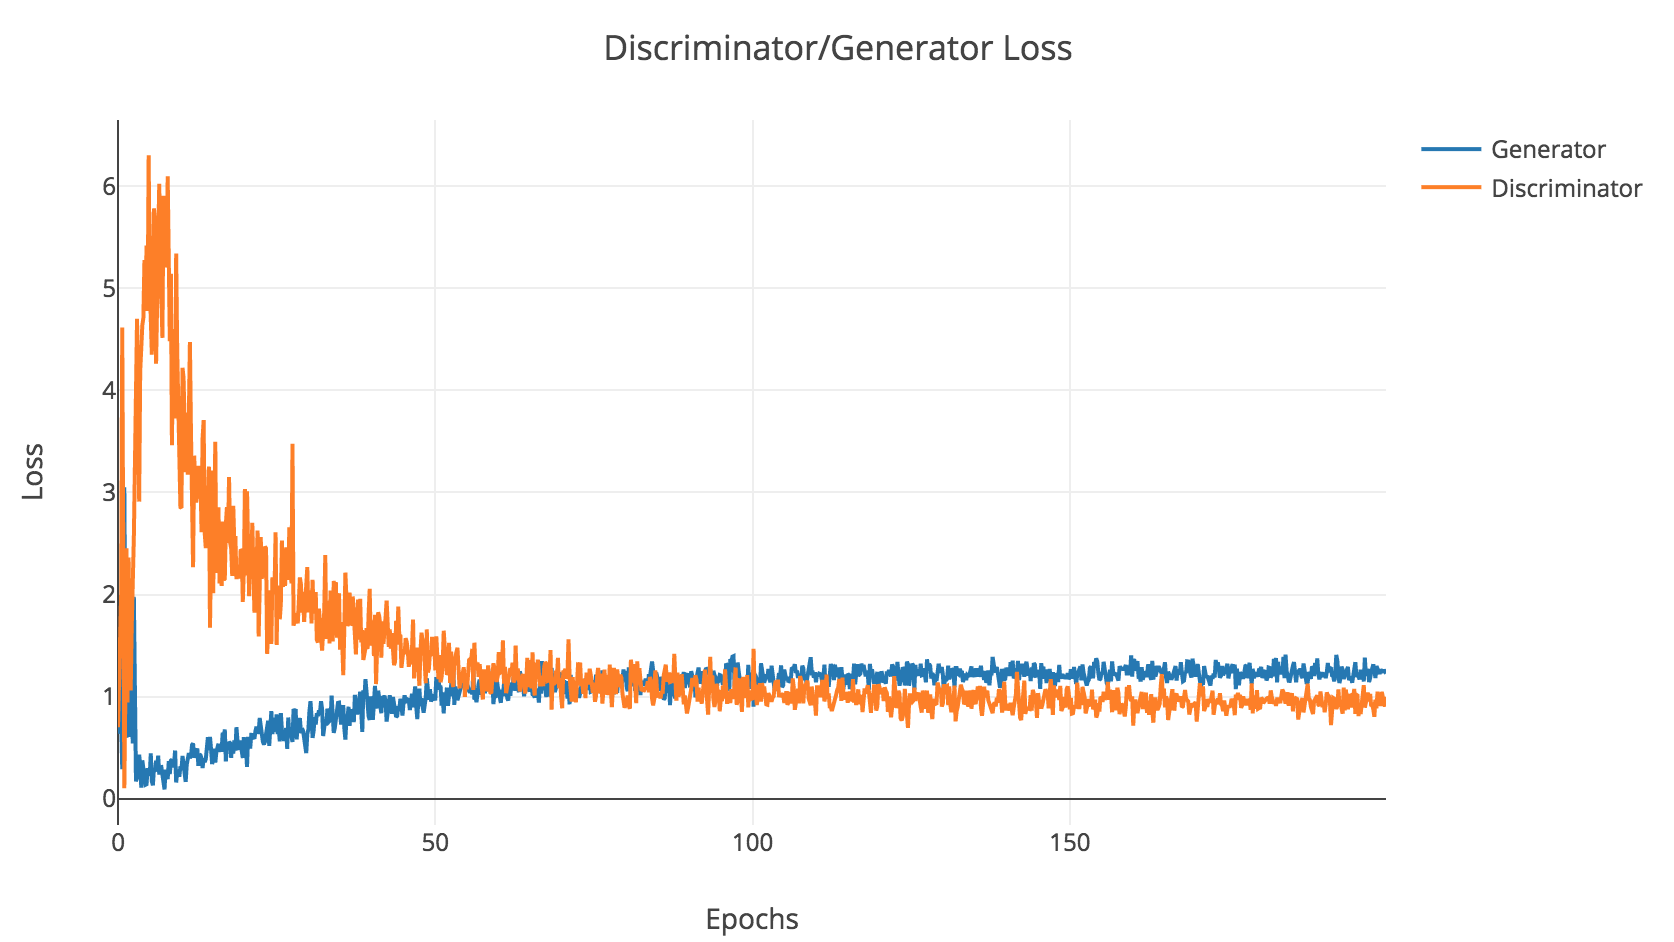 Discriminator/Generator Loss
Generator
Discriminator
6
5
4
3
2
1
0
Loss
0 50 100 150
Epochs